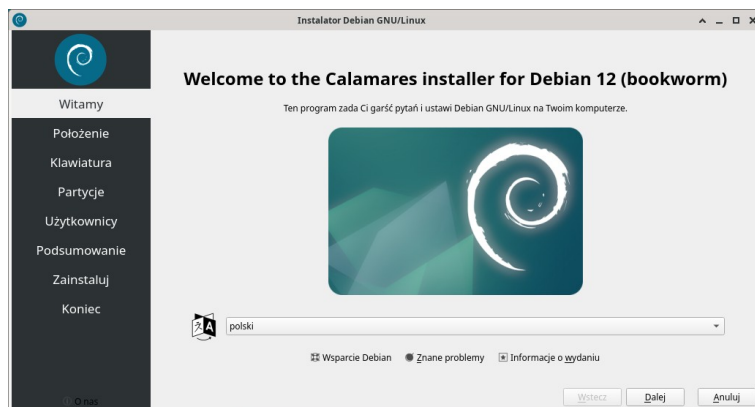 Instalator Debian GNU/Linux
Witamy
Położenie
Klawiatura
Partycje
Użytkownicy
Podsumowanie
Zainstaluj
Koniec
O nas
Welcome to the Calamares installer for Debian 12 (bookworm)
Ten program zada Ci garść pytań i ustawi Debian GNU/Linux na Twoim komputerze.
polski
Wsparcie Debian Znane problemy Informacje o wydaniu
Wstecz Dalej Anuluj